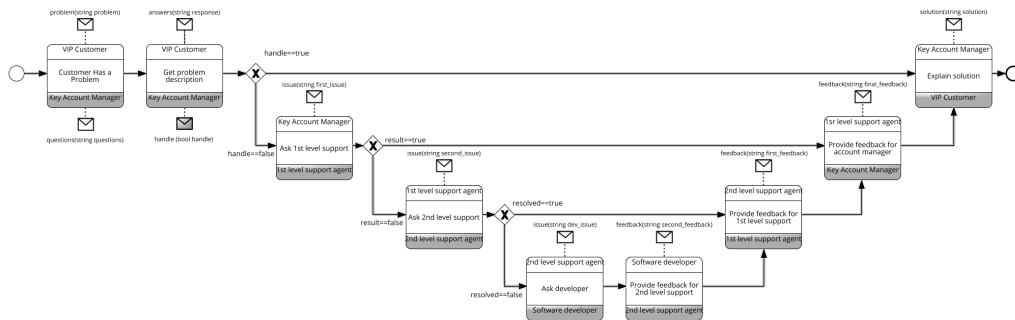 problem(string problem)
VIP Customer
Customer Has a
Problem
Key Account Manager
questions(string questions)
answers(string response)
VIP Customer
Get problem
description
Key Account Manager
handle (bool handle)
X
handle==true
handle==false
issue(string first_issue)
Key Account Manager
Ask 1st level support
1st level support agent
X
result==true
result==false
issue(string second_issue)
1st level support agent
Ask 2nd level support
2nd level support agent
X
resolved==true
resolved==false
issue(string dev_issue)
2nd level support agent
Ask developer
Software developer
feedback(string second_feedback)
Software developer
Provide feedback for
2nd level support
2nd level support agent
feedback(string first_feedback)
2nd level support agent
Provide feedback for
1st level support
1st level support agent
feedback(string final_feedback)
1sr level support agent
Provide feedback for
account manager
Key Account Manager
solution(string solution)
Key Account Manager
Explain solution
VIP Customer